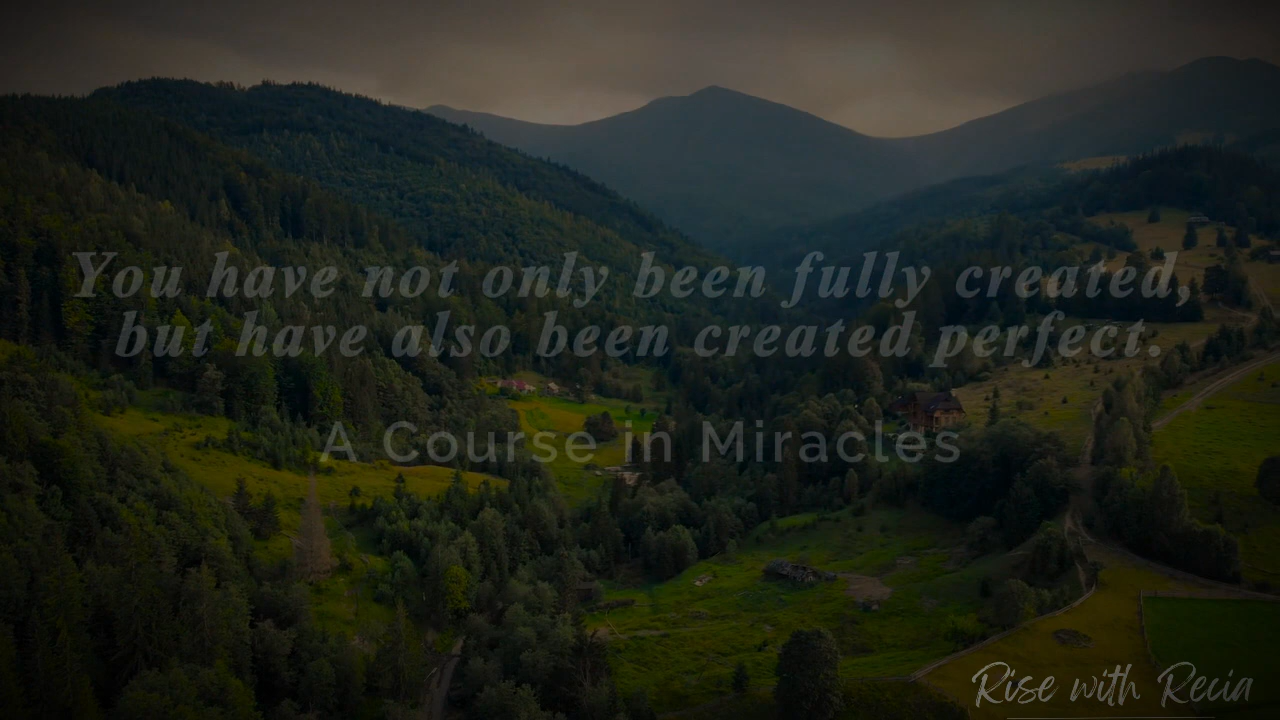 You have not only been fully created,
but have also been created perfect.
A Course in Miracles
Rise with Recia